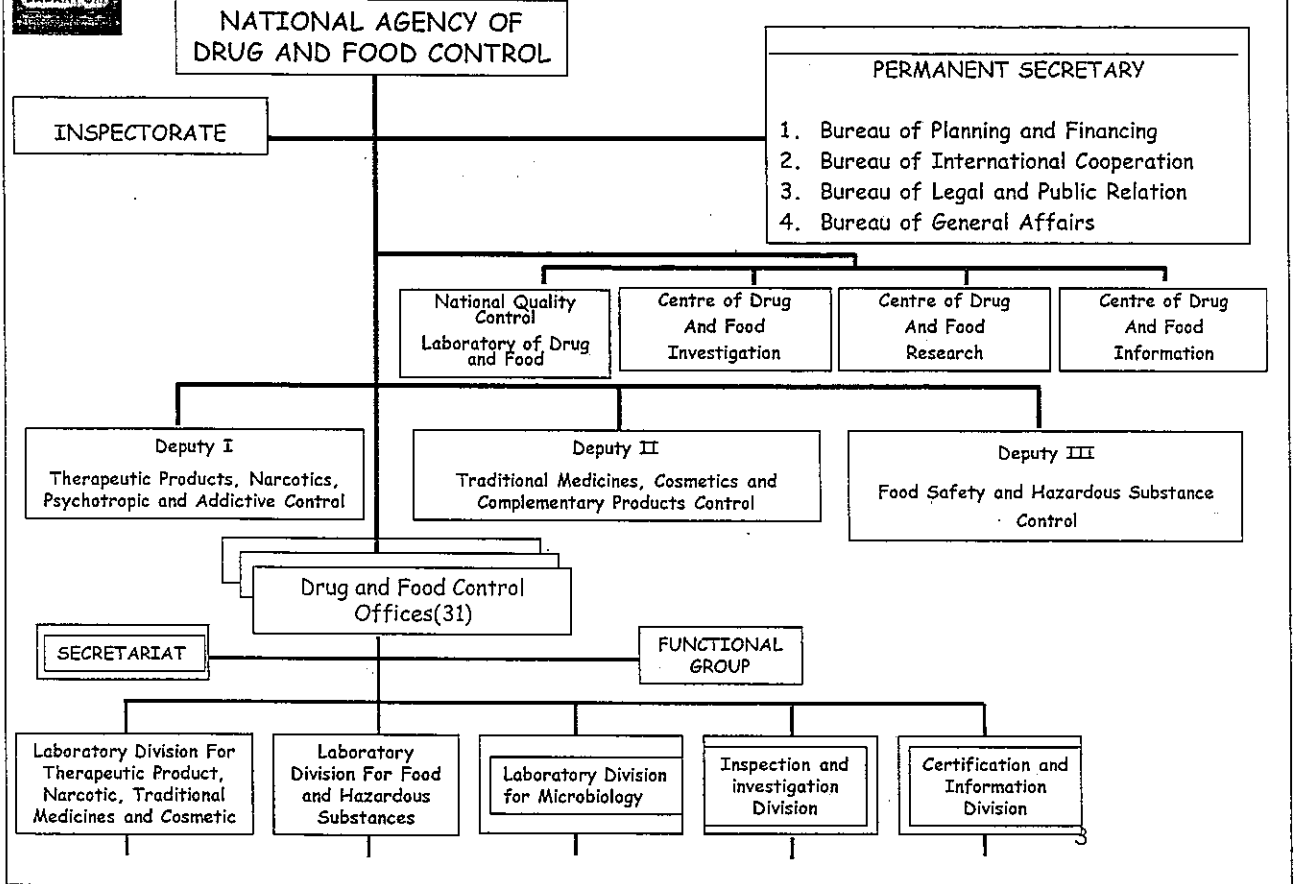 NATIONAL AGENCY OF
DRUG AND FOOD CONTROL
INSPECTORATE
PERMANENT SECRETARY
1. Bureau of Planning and Financing
2. Bureau of International Cooperation
3. Bureau of Legal and Public Relation
4. Bureau of General Affairs
National Quality
Control
Laboratory of Drug
and Food
Centre of Drug
And Food
Investigation
Centre of Drug
And Food
Research
Centre of Drug
And Food
Information
Deputy I
Therapeutic Products, Narcotics,
Psychotropic and Addictive Control
Deputy II
Traditional Medicines, Cosmetics and
Complementary Products Control
Deputy III
Food Safety and Hazardous Substance
Control
Drug and Food Control
Offices(31)
SECRETARIAT
FUNCTIONAL
GROUP
Laboratory Division For
Therapeutic Product,
Narcotic, Traditional
Medicines and Cosmetic
Laboratory
Division For Food
and Hazardous
Substances
Laboratory Division
for Microbiology
Inspection and
investigation
Division
Certification and
Information
Division
3